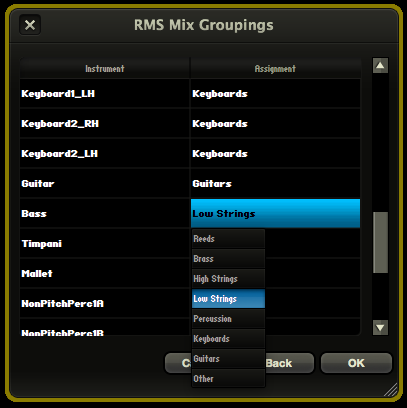 RMS Mix Groupings
Instrument Assignment
Keyboard1_LH Keyboards
Keyboard2_RH Keyboards
Keyboard2_LH Keyboards
Guitar Guitars
Bass Low Strings
Timpani
Mallet
NonPitchPerc1A
NonPitchPerc1B
Reeds
Brass
High Strings
Low Strings
Percussion
Keyboards
Guitars
Other
Back OK